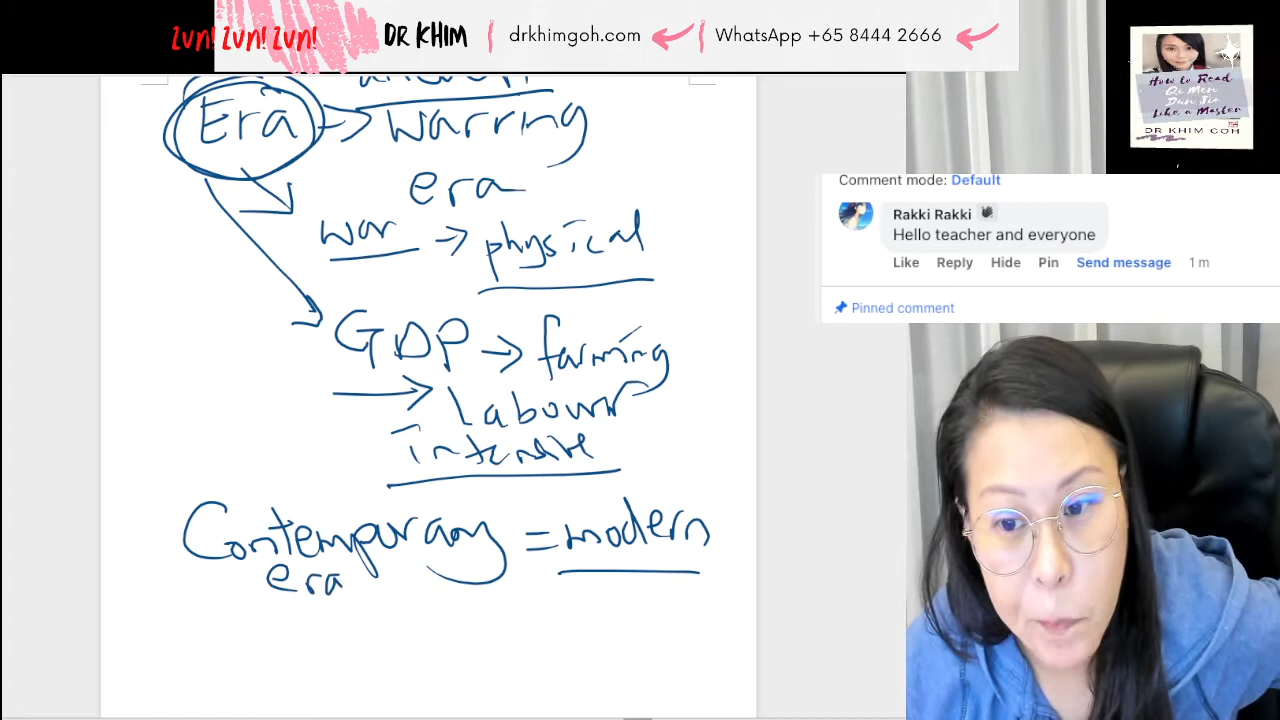 zun! zun! zun! DR KHIM | drkhimgoh.com | WhatsApp +65 8444 2666
How to Read
Qi Men
Dun Jia
Like a Master
DR KHIM GOH
Era → Warring
era
war → physical
GDP → farming
→ Labour
intensive
Contemporary = modern
era
Comment mode: Default
Rakki Rakki
Hello teacher and everyone
Like Reply Hide Pin Send message 1 m
Pinned comment